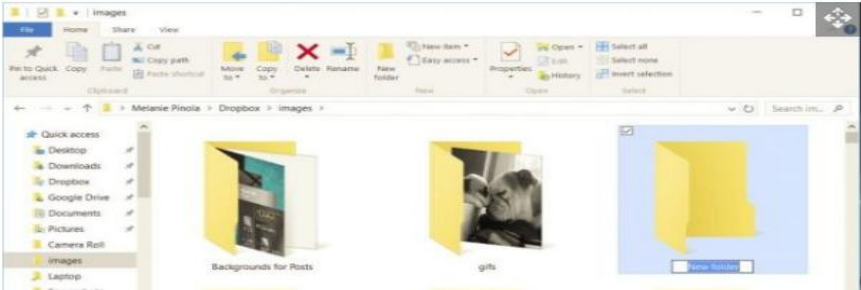 images
File Home Share View
Pin to Quick access
Copy
Paste
Cut
Copy path
Paste shortcut
Clipboard
Move to
Copy to
Delete
Rename
Organize
New folder
New item
Easy access
New
Properties
Open
Edit
History
Open
Select all
Select none
Invert selection
Select
Melanie Pinola > Dropbox > images >
Search im...
Quick access
Desktop
Downloads
Dropbox
Google Drive
Documents
Pictures
Camera Roll
images
Laptop
Backgrounds for Posts
gifs
New folder